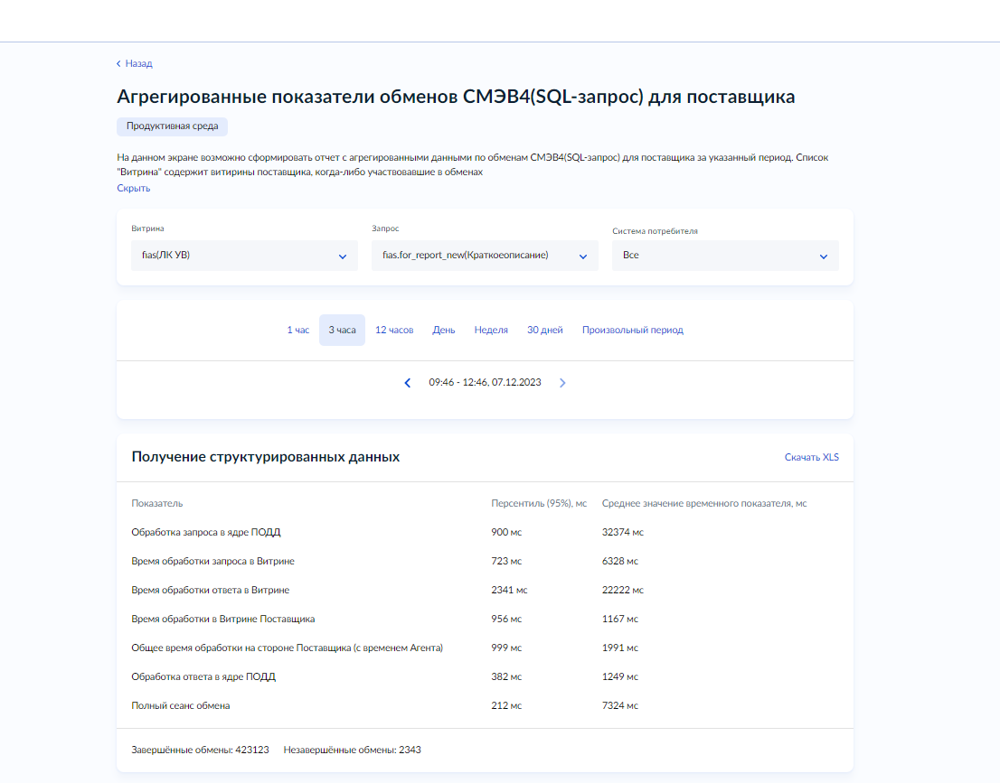 Назад
Агрегированные показатели обменов СМЭВ4(SQL-запрос) для поставщика
Продуктивная среда
На данном экране возможно сформировать отчет с агрегированными данными по обменам СМЭВ4(SQL-запрос) для поставщика за указанный период. Список
"Витрина" содержит витирины поставщика, когда-либо участвовавшие в обменах
Скрыть
Витрина Запрос Система потребителя
fias(ЛК УВ) fias.for_report_new(Краткоеописание) Все
1 час 3 часа 12 часов День Неделя 30 дней Произвольный период
09:46 - 12:46, 07.12.2023
Получение структурированных данных Скачать XLS
Показатель Персентиль (95%), мс Среднее значение временного показателя, мс
Обработка запроса в ядре ПОДД 900 мс 32374 мс
Время обработки запроса в Витрине 723 мс 6328 мс
Время обработки ответа в Витрине 2341 мс 22222 мс
Время обработки в Витрине Поставщика 956 мс 1167 мс
Общее время обработки на стороне Поставщика (с временем Агента) 999 мс 1991 мс
Обработка ответа в ядре ПОДД 382 мс 1249 мс
Полный сеанс обмена 212 мс 7324 мс
Завершённые обмены: 423123 Незавершённые обмены: 2343